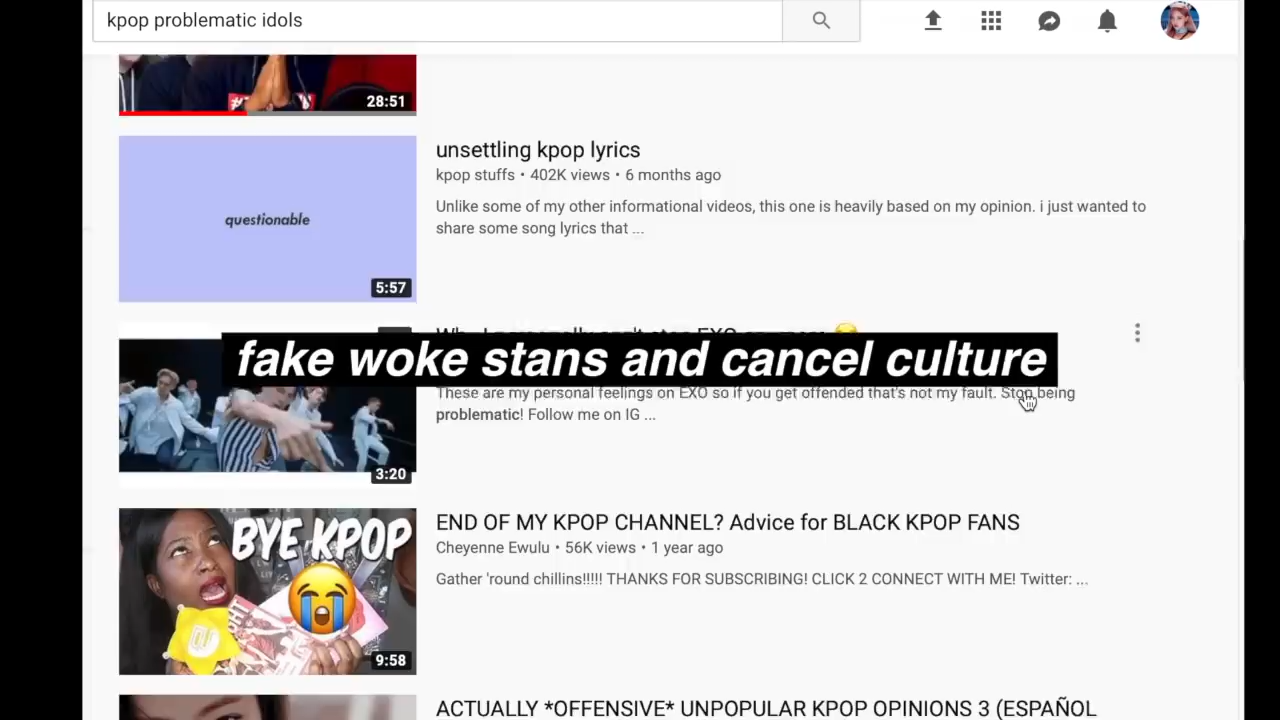 kpop problematic idols
28:51
unsettling kpop lyrics
kpop stuffs • 402K views • 6 months ago
Unlike some of my other informational videos, this one is heavily based on my opinion. i just wanted to
share some song lyrics that ...
questionable
5:57
fake woke stans and cancel culture
These are my personal feelings on EXO so if you get offended that's not my fault. Stop being
problematic! Follow me on IG ...
3:20
BYE KPOP
9:58
END OF MY KPOP CHANNEL? Advice for BLACK KPOP FANS
Cheyenne Ewulu • 56K views • 1 year ago
Gather 'round chillins!!!!! THANKS FOR SUBSCRIBING! CLICK 2 CONNECT WITH ME! Twitter: ...
ACTUALLY *OFFENSIVE* UNPOPULAR KPOP OPINIONS 3 (ESPAÑOL